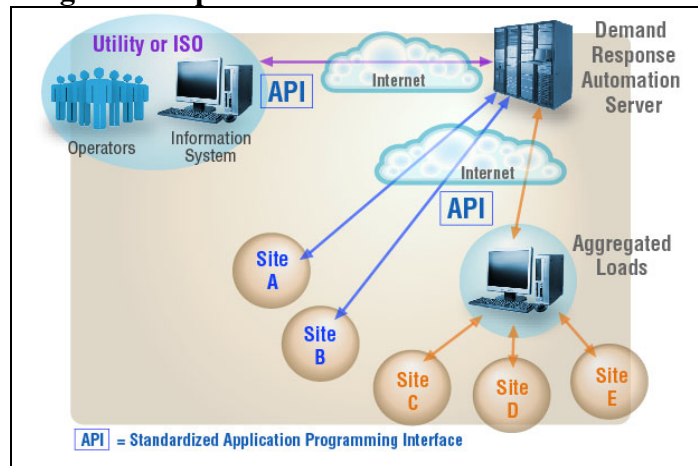 Utility or ISO
Operators
Information
System
API
Internet
Demand
Response
Automation
Server
Internet
API
Aggregated
Loads
Site
A
Site
B
Site
C
Site
D
Site
E
API = Standardized Application Programming Interface